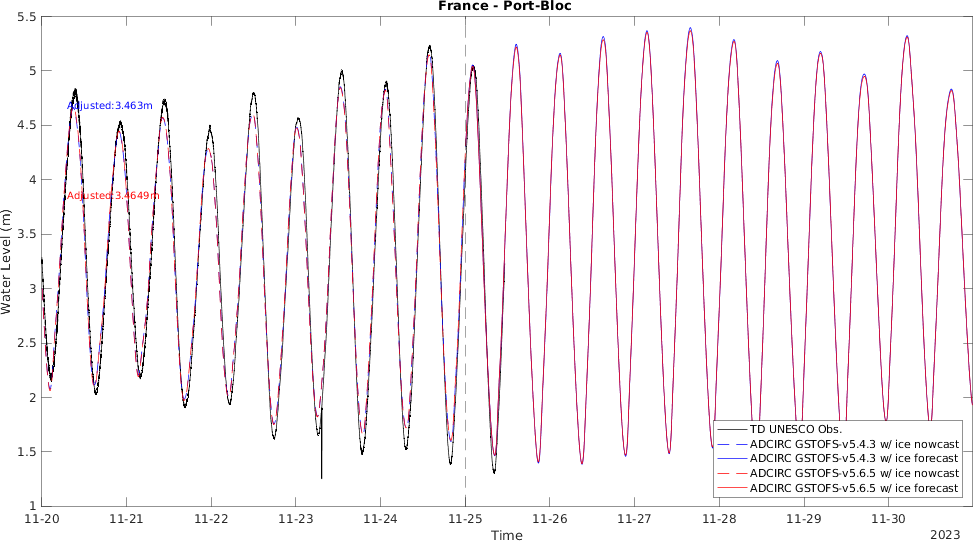 France - Port-Bloc
5.5
5
4.5
4
3.5
3
2.5
2
1.5
1
Water Level (m)
Adjusted:3.463m
Adjusted:3.4649m
TD UNESCO Obs.
ADCIRC GSTOFS-v5.4.3 w/ ice nowcast
ADCIRC GSTOFS-v5.4.3 w/ ice forecast
ADCIRC GSTOFS-v5.6.5 w/ ice nowcast
ADCIRC GSTOFS-v5.6.5 w/ ice forecast
11-20 11-21 11-22 11-23 11-24 11-25 11-26 11-27 11-28 11-29 11-30
Time
2023